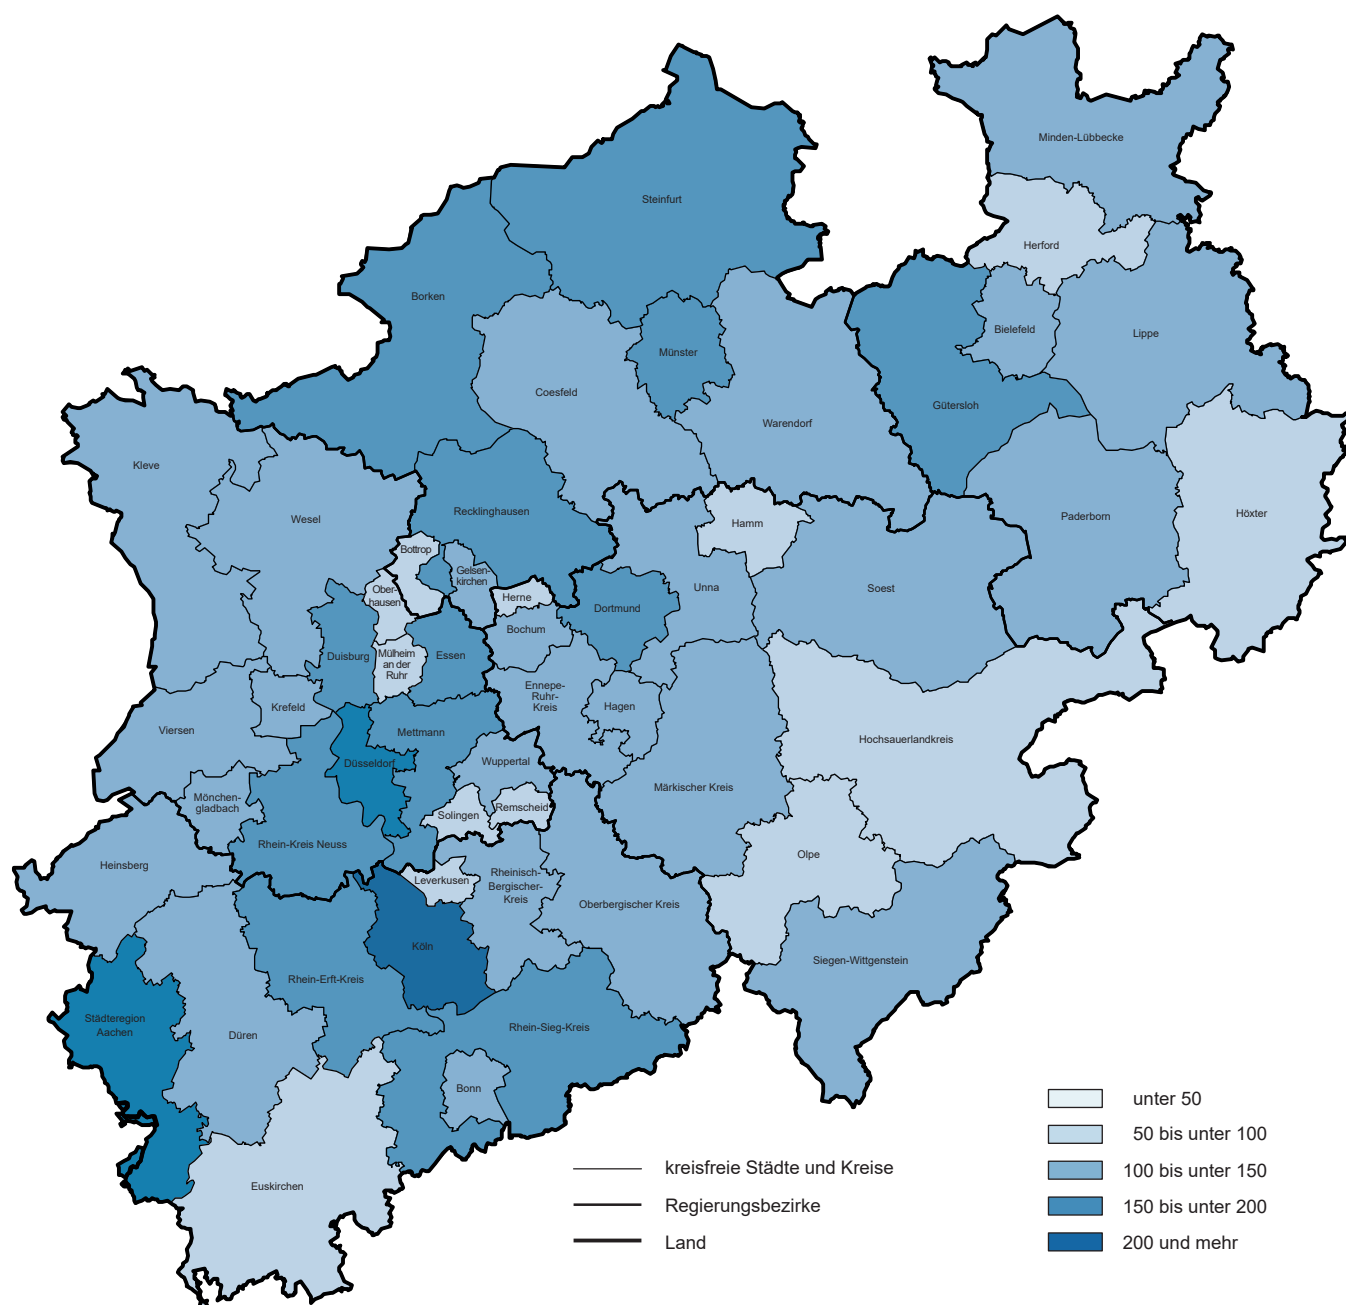 Minden-Lübbecke
Steinfurt
Herford
Borken
Bielefeld
Lippe
Münster
Coesfeld
Gütersloh
Warendorf
Kleve
Recklinghausen
Wesel
Hamm
Paderborn
Höxter
Bottrop
Gelsen-
kirchen
Ober-
hausen
Herne
Dortmund
Unna
Soest
Bochum
Duisburg
Mülheim
an der
Ruhr
Essen
Ennepe-
Ruhr-
Kreis
Hagen
Krefeld
Viersen
Mettmann
Hochsauerlandkreis
Düsseldorf
Wuppertal
Märkischer Kreis
Mönchen-
gladbach
Solingen
Remscheid
Rhein-Kreis Neuss
Olpe
Heinsberg
Leverkusen
Rheinisch-
Bergischer-
Kreis
Oberbergischer Kreis
Köln
Siegen-Wittgenstein
Rhein-Erft-Kreis
Städteregion
Aachen
Düren
Rhein-Sieg-Kreis
Bonn
Euskirchen
kreisfreie Städte und Kreise
Regierungsbezirke
Land
unter 50
50 bis unter 100
100 bis unter 150
150 bis unter 200
200 und mehr